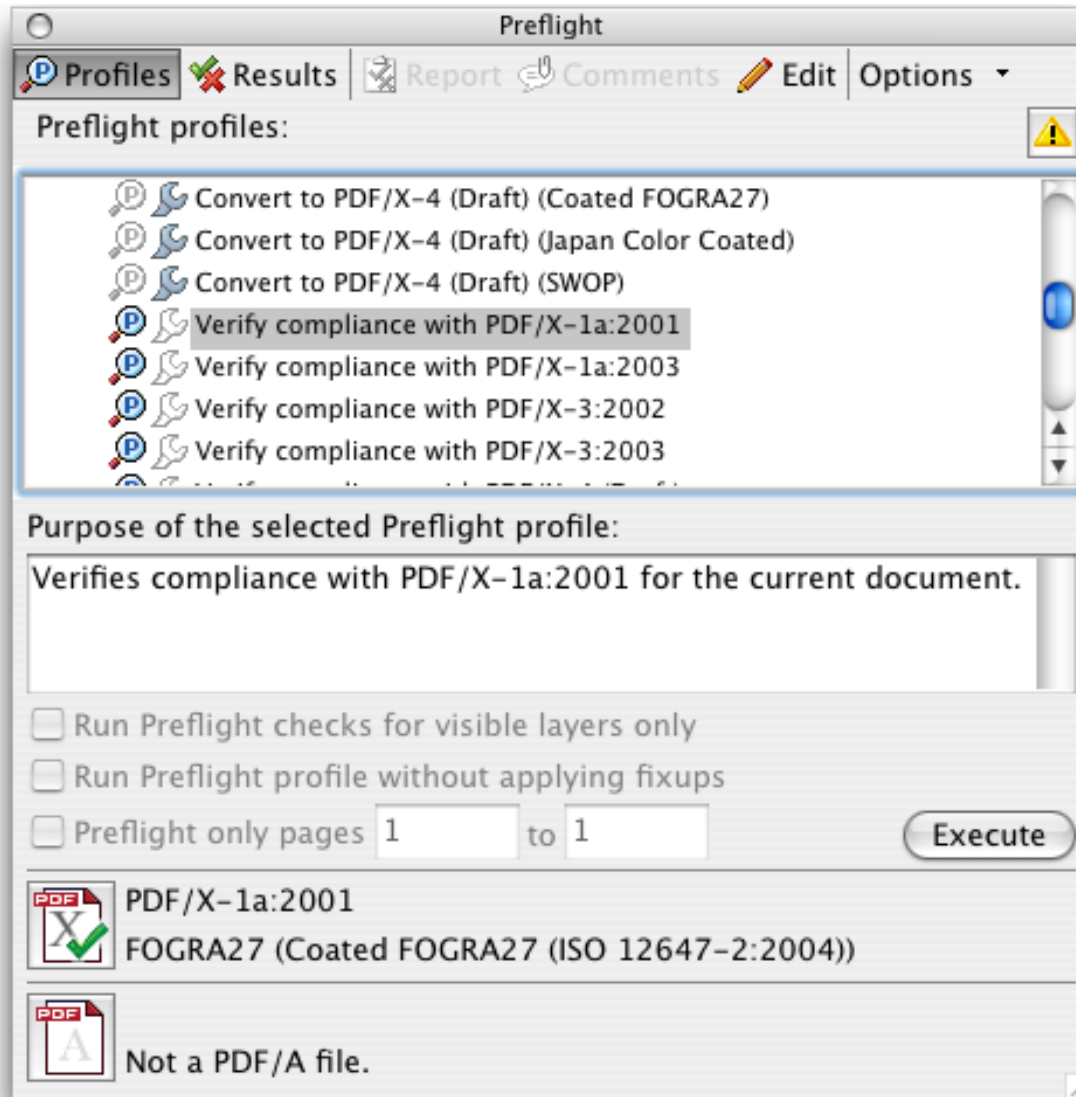 Preflight
Profiles Results Report Comments Edit Options
Preflight profiles:
Convert to PDF/X-4 (Draft) (Coated FOGRA27)
Convert to PDF/X-4 (Draft) (Japan Color Coated)
Convert to PDF/X-4 (Draft) (SWOP)
Verify compliance with PDF/X-1a:2001
Verify compliance with PDF/X-1a:2003
Verify compliance with PDF/X-3:2002
Verify compliance with PDF/X-3:2003
Purpose of the selected Preflight profile:
Verifies compliance with PDF/X-1a:2001 for the current document.
Run Preflight checks for visible layers only
Run Preflight profile without applying fixups
Preflight only pages 1 to 1 Execute
PDF/X-1a:2001
FOGRA27 (Coated FOGRA27 (ISO 12647-2:2004))
Not a PDF/A file.